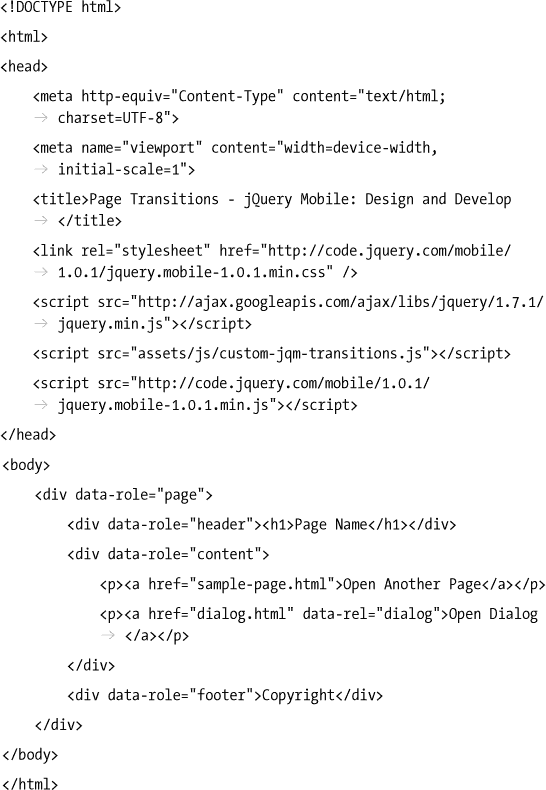 <!DOCTYPE html>
<html>
<head>
<meta http-equiv="Content-Type" content="text/html;
→ charset=UTF-8">
<meta name="viewport" content="width=device-width,
→ initial-scale=1">
<title>Page Transitions - jQuery Mobile: Design and Develop
→ </title>
<link rel="stylesheet" href="http://code.jquery.com/mobile/
→ 1.0.1/jquery.mobile-1.0.1.min.css" />
<script src="http://ajax.googleapis.com/ajax/libs/jquery/1.7.1/
→ jquery.min.js"></script>
<script src="assets/js/custom-jqm-transitions.js"></script>
<script src="http://code.jquery.com/mobile/1.0.1/
→ jquery.mobile-1.0.1.min.js"></script>
</head>
<body>
<div data-role="page">
<div data-role="header"><h1>Page Name</h1></div>
<div data-role="content">
<p><a href="sample-page.html">Open Another Page</a></p>
<p><a href="dialog.html" data-rel="dialog">Open Dialog
→ </a></p>
</div>
<div data-role="footer">Copyright</div>
</div>
</body>
</html>